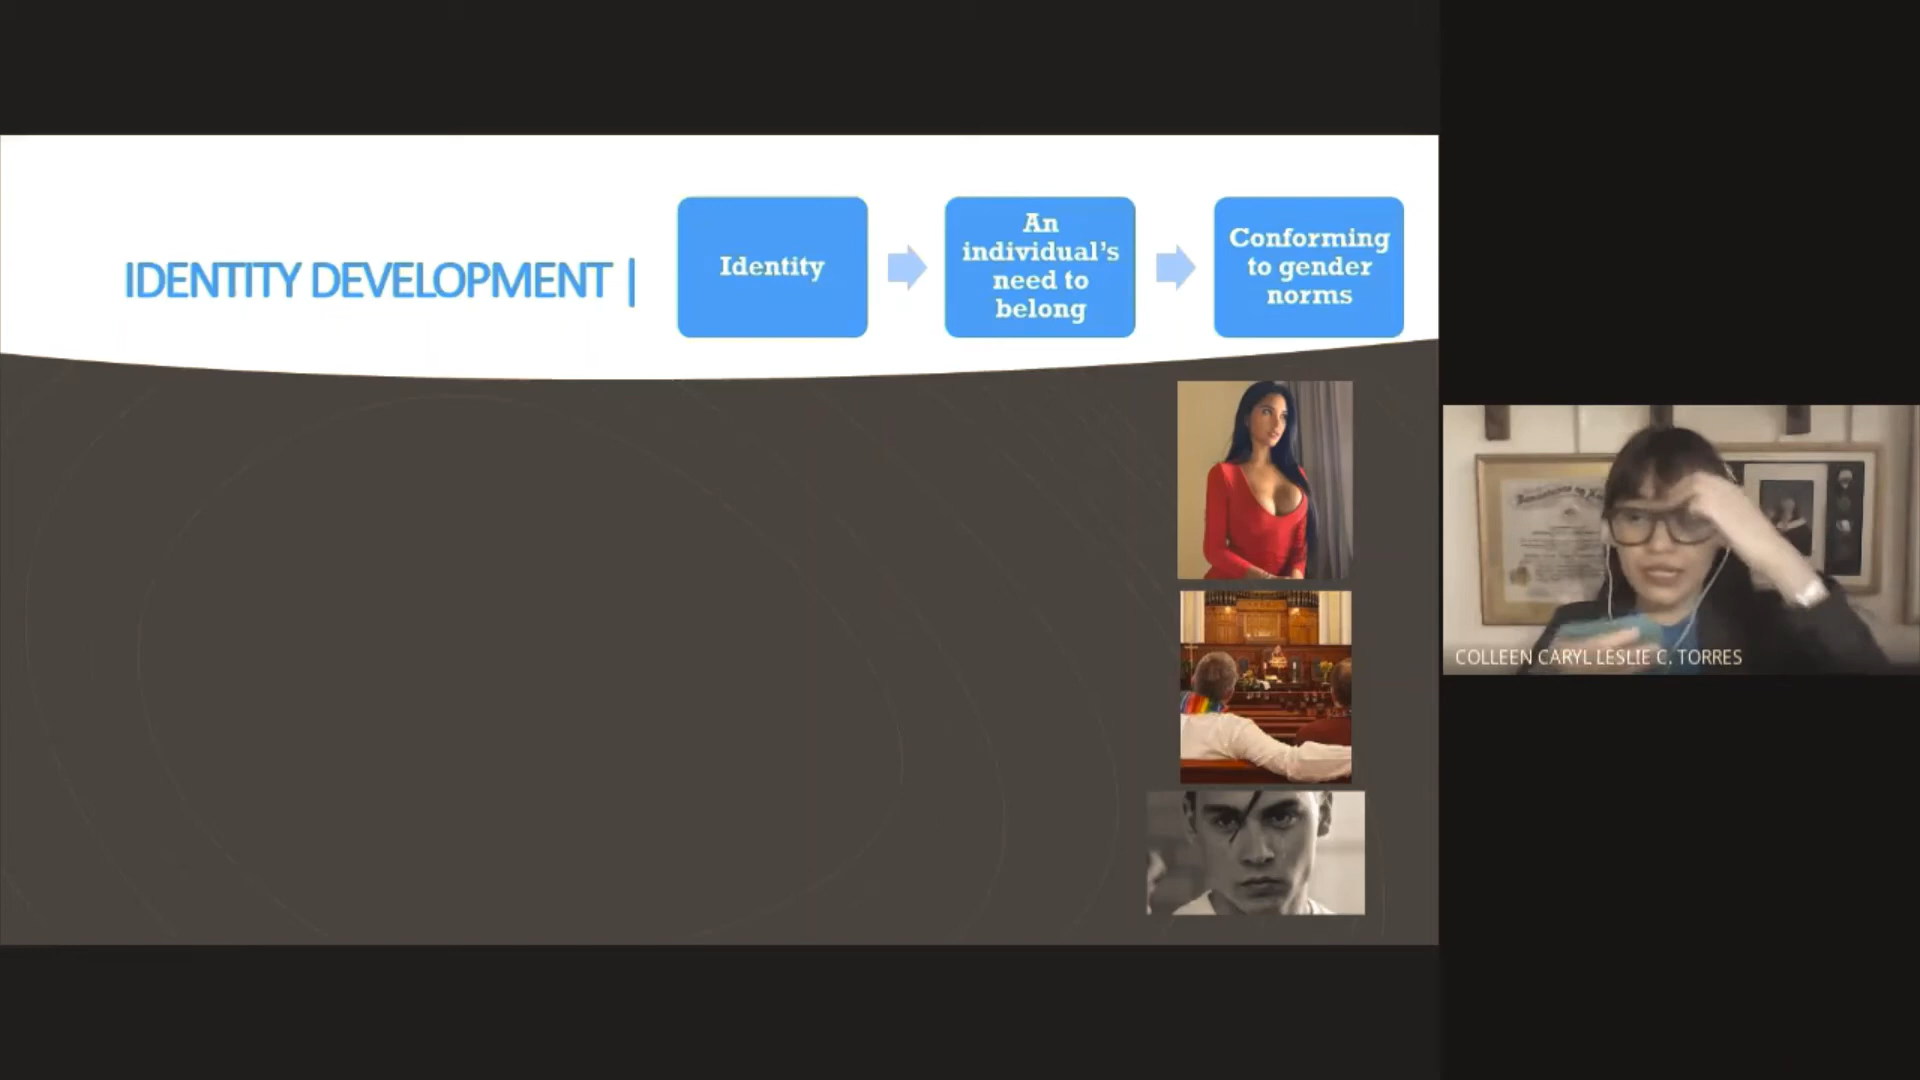 IDENTITY DEVELOPMENT |
Identity
An
individual's
need to
belong
Conforming
to gender
norms
COLLEEN CARYL LESLIE C. TORRES